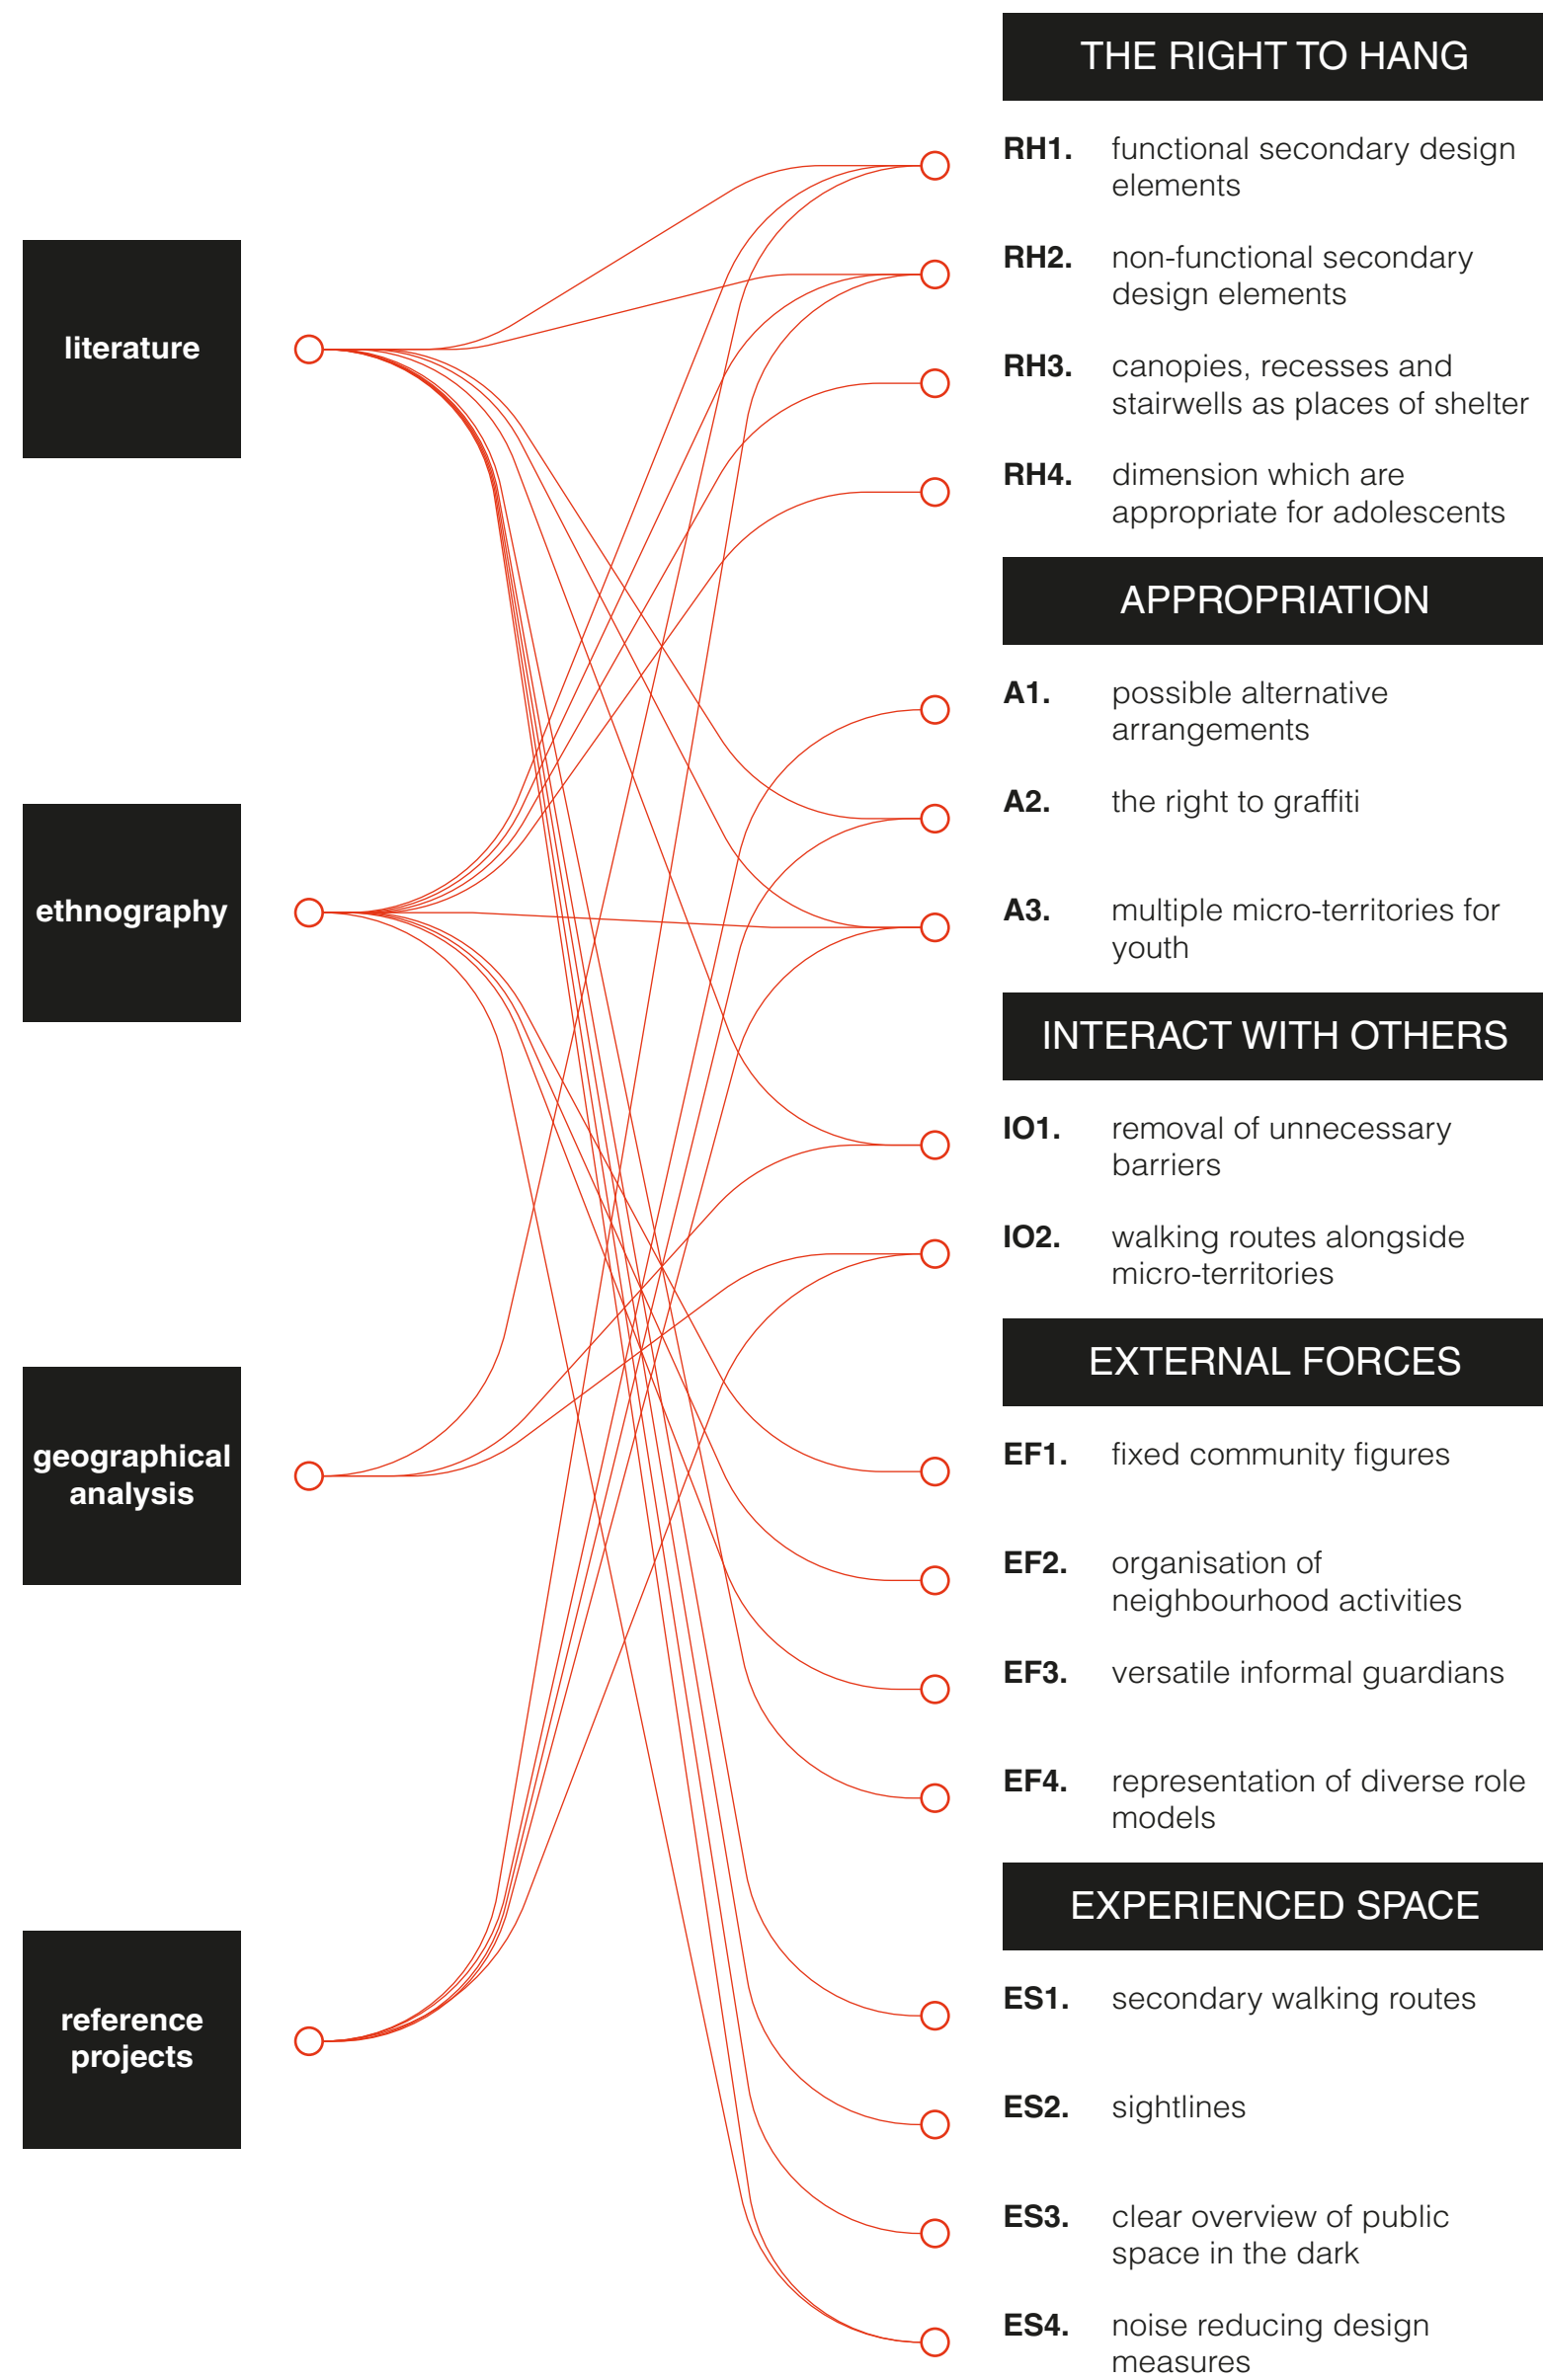 literature
ethnography
geographical
analysis
reference
projects
THE RIGHT TO HANG
RH1. functional secondary design
elements
RH2. non-functional secondary
design elements
RH3. canopies, recesses and
stairwells as places of shelter
RH4. dimension which are
appropriate for adolescents
APPROPRIATION
A1. possible alternative
arrangements
A2. the right to graffiti
A3. multiple micro-territories for
youth
INTERACT WITH OTHERS
IO1. removal of unnecessary
barriers
IO2. walking routes alongside
micro-territories
EXTERNAL FORCES
EF1. fixed community figures
EF2. organisation of
neighbourhood activities
EF3. versatile informal guardians
EF4. representation of diverse role
models
EXPERIENCED SPACE
ES1. secondary walking routes
ES2. sightlines
ES3. clear overview of public
space in the dark
ES4. noise reducing design
measures